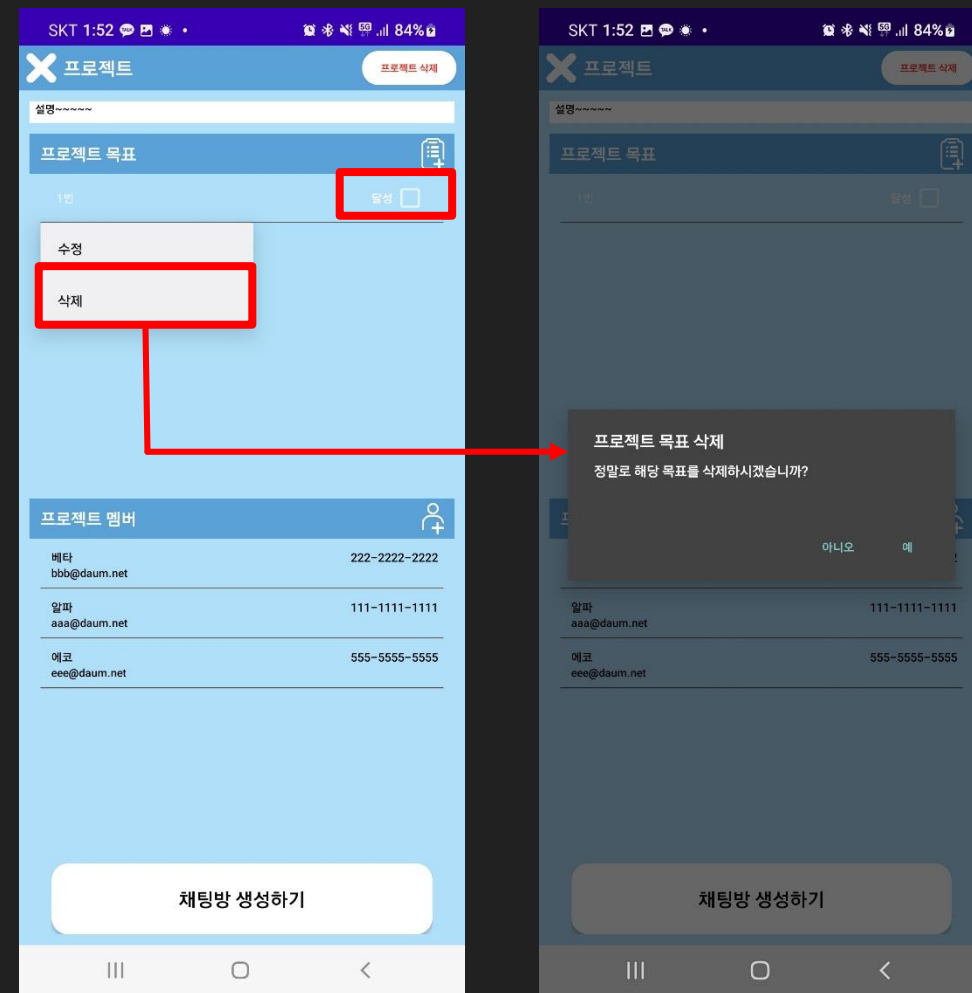 SKT 1:52 84%
프로젝트 프로젝트 삭제
설명~~~~~
프로젝트 목표
1번 달성
수정
삭제
프로젝트 멤버
베타 222-2222-2222
bbb@daum.net
알파 111-1111-1111
aaa@daum.net
에코 555-5555-5555
eee@daum.net
채팅방 생성하기
SKT 1:52 84%
프로젝트 프로젝트 삭제
설명~~~~~
프로젝트 목표
1번 달성
프로젝트 목표 삭제
정말로 해당 목표를 삭제하시겠습니까?
아니오 예
알파 111-1111-1111
aaa@daum.net
에코 555-5555-5555
eee@daum.net
채팅방 생성하기